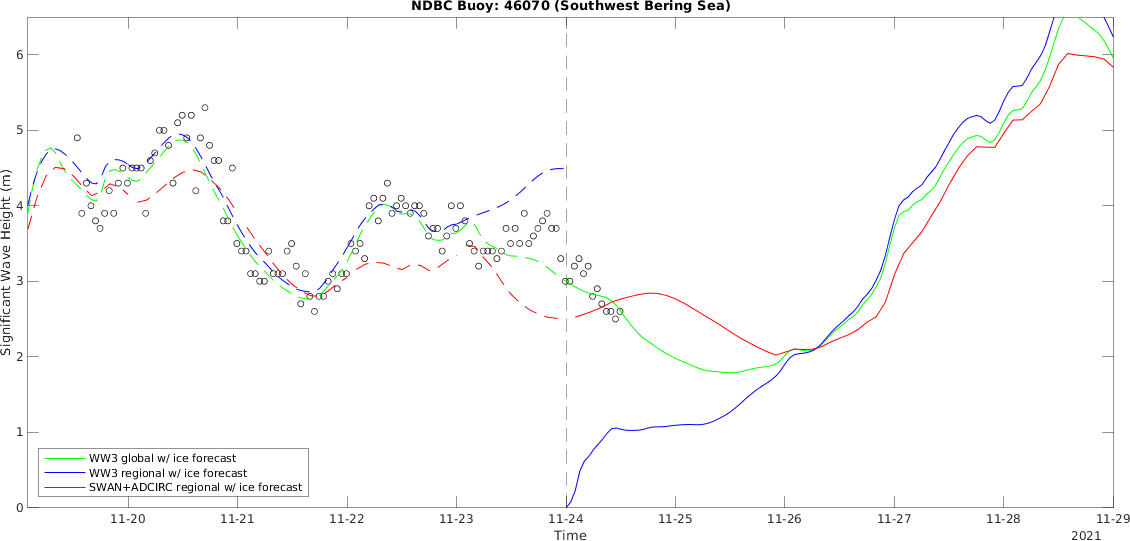 NDBC Buoy: 46070 (Southwest Bering Sea)
Significant Wave Height (m)
6
5
4
3
2
1
0
WW3 global w/ ice forecast
WW3 regional w/ ice forecast
SWAN+ADCIRC regional w/ ice forecast
11-20 11-21 11-22 11-23 11-24 11-25 11-26 11-27 11-28 11-29
Time 2021